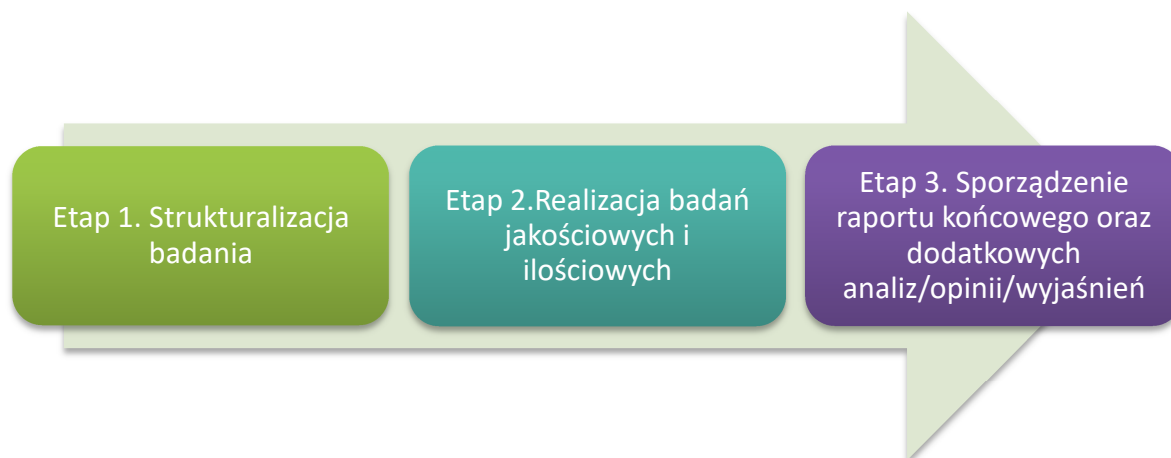 Etap 1. Strukturalizacja
badania
Etap 2.Realizacja badań
jakościowych i
ilościowych
Etap 3. Sporządzenie
raportu końcowego oraz
dodatkowych
analiz/opinii/wyjaśnień